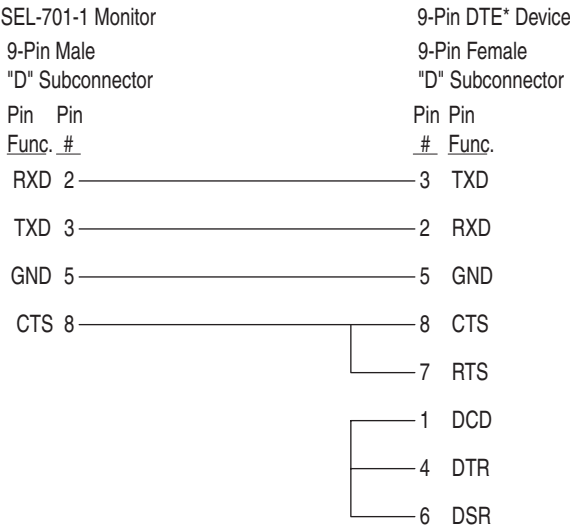 SEL-701-1 Monitor 9-Pin DTE* Device
9-Pin Male 9-Pin Female
"D" Subconnector "D" Subconnector
Pin Pin Pin Pin
Func. # # Func.
RXD 2 3 TXD
TXD 3 2 RXD
GND 5 5 GND
CTS 8 8 CTS
7 RTS
1 DCD
4 DTR
6 DSR